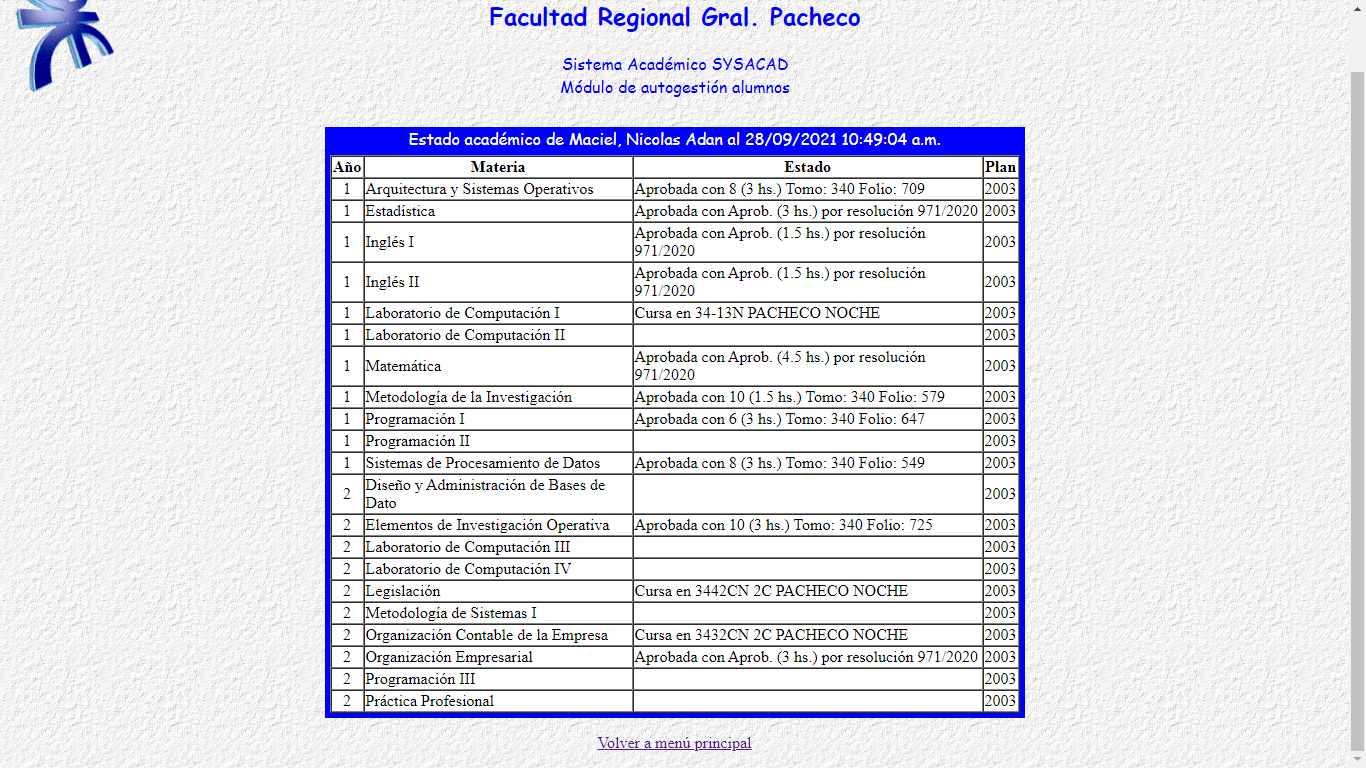 Facultad Regional Gral. Pacheco
Sistema Académico SYSACAD
Módulo de autogestión alumnos
Estado académico de Maciel, Nicolas Adan al 28/09/2021 10:49:04 a.m.
Año Materia Estado Plan
1 Arquitectura y Sistemas Operativos Aprobada con 8 (3 hs.) Tomo: 340 Folio: 709 2003
1 Estadística Aprobada con Aprob. (3 hs.) por resolución 971/2020 2003
1 Inglés I Aprobada con Aprob. (1.5 hs.) por resolución
971/2020 2003
1 Inglés II Aprobada con Aprob. (1.5 hs.) por resolución
971/2020 2003
1 Laboratorio de Computación I Cursa en 34-13N PACHECO NOCHE 2003
1 Laboratorio de Computación II 2003
1 Matemática Aprobada con Aprob. (4.5 hs.) por resolución
971/2020 2003
1 Metodología de la Investigación Aprobada con 10 (1.5 hs.) Tomo: 340 Folio: 579 2003
1 Programación I Aprobada con 6 (3 hs.) Tomo: 340 Folio: 647 2003
1 Programación II 2003
1 Sistemas de Procesamiento de Datos Aprobada con 8 (3 hs.) Tomo: 340 Folio: 549 2003
2 Diseño y Administración de Bases de
Dato 2003
2 Elementos de Investigación Operativa Aprobada con 10 (3 hs.) Tomo: 340 Folio: 725 2003
2 Laboratorio de Computación III 2003
2 Laboratorio de Computación IV 2003
2 Legislación Cursa en 3442CN 2C PACHECO NOCHE 2003
2 Metodología de Sistemas I 2003
2 Organización Contable de la Empresa Cursa en 3432CN 2C PACHECO NOCHE 2003
2 Organización Empresarial Aprobada con Aprob. (3 hs.) por resolución 971/2020 2003
2 Programación III 2003
2 Práctica Profesional 2003
Volver a menú principal